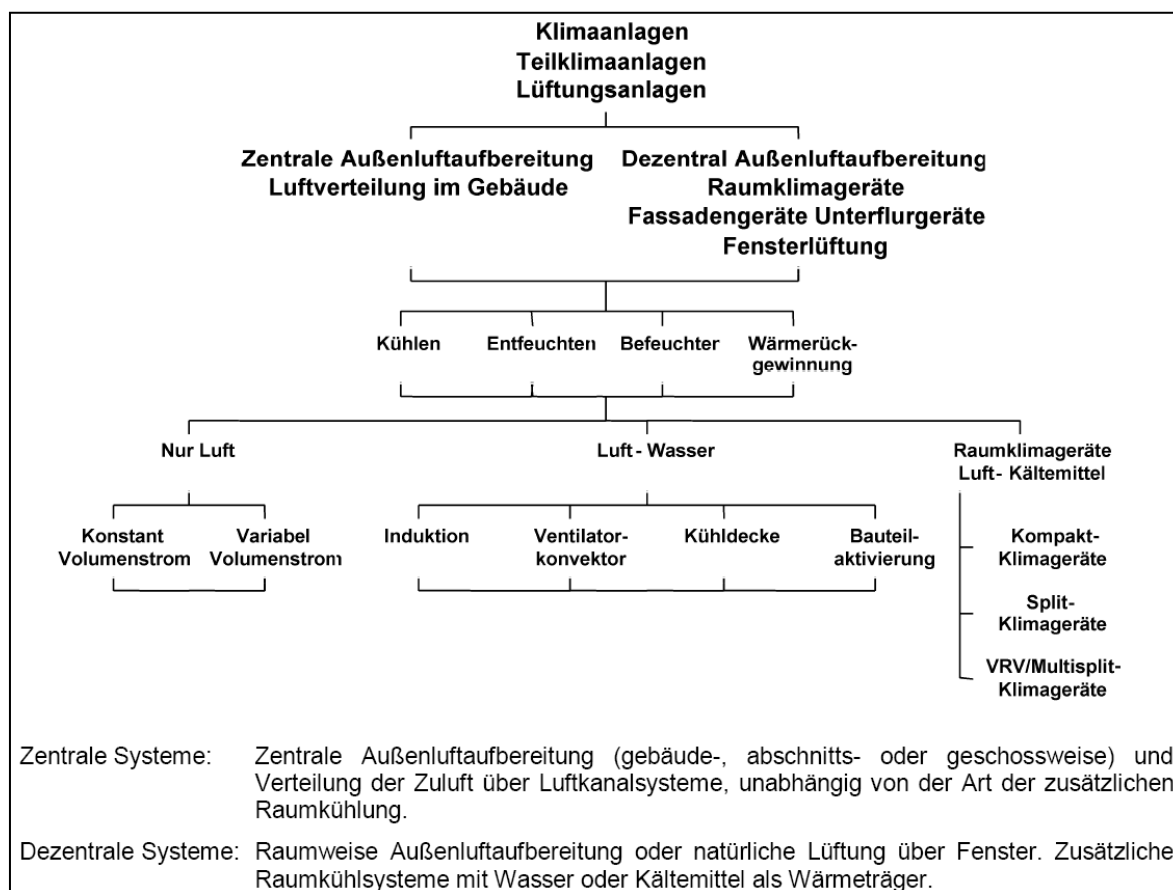 Klimaanlagen
Teilklimaanlagen
Lüftungsanlagen
Zentrale Außenluftaufbereitung
Luftverteilung im Gebäude
Dezentral Außenluftaufbereitung
Raumklimageräte
Fassadengeräte Unterflurgeräte
Fensterlüftung
Kühlen
Entfeuchten
Befeuchter
Wärmerück-
gewinnung
Nur Luft
Luft - Wasser
Raumklimageräte
Luft- Kältemittel
Konstant
Volumenstrom
Variabel
Volumenstrom
Induktion
Ventilator-
konvektor
Kühldecke
Bauteil-
aktivierung
Kompakt-
Klimageräte
Split-
Klimageräte
VRV/Multisplit-
Klimageräte
Zentrale Systeme: Zentrale Außenluftaufbereitung (gebäude-, abschnitts- oder geschossweise) und
Verteilung der Zuluft über Luftkanalsysteme, unabhängig von der Art der zusätzlichen
Raumkühlung.
Dezentrale Systeme: Raumweise Außenluftaufbereitung oder natürliche Lüftung über Fenster. Zusätzliche
Raumkühlsysteme mit Wasser oder Kältemittel als Wärmeträger.